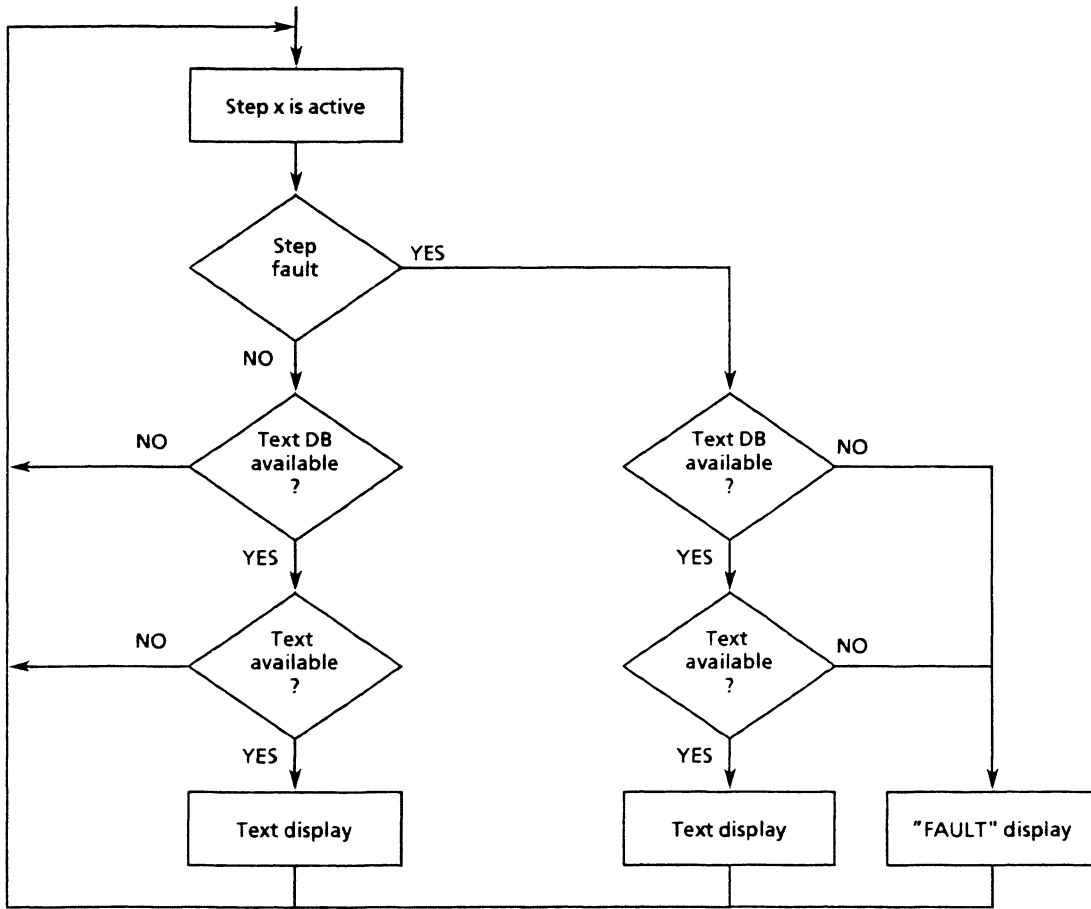 Step x is active
Step
fault
YES
NO
Text DB
available
?
NO
YES
Text DB
available
?
NO
YES
Text
available
?
NO
YES
Text
available
?
NO
YES
Text display
Text display
"FAULT" display